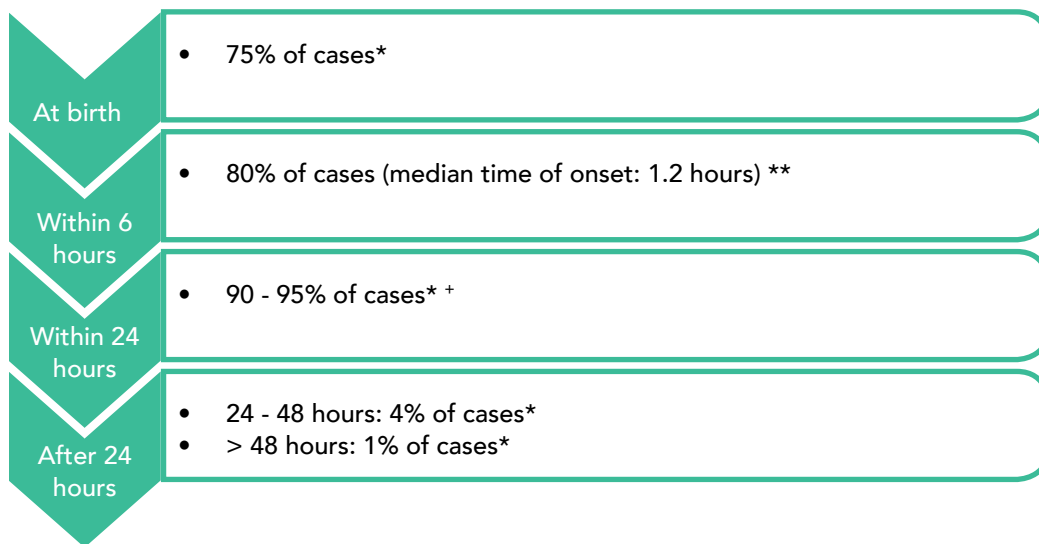 At birth
• 75% of cases*
Within 6
hours
• 80% of cases (median time of onset: 1.2 hours) **
Within 24
hours
• 90 - 95% of cases* +
After 24
hours
• 24 - 48 hours: 4% of cases*
• > 48 hours: 1% of cases*